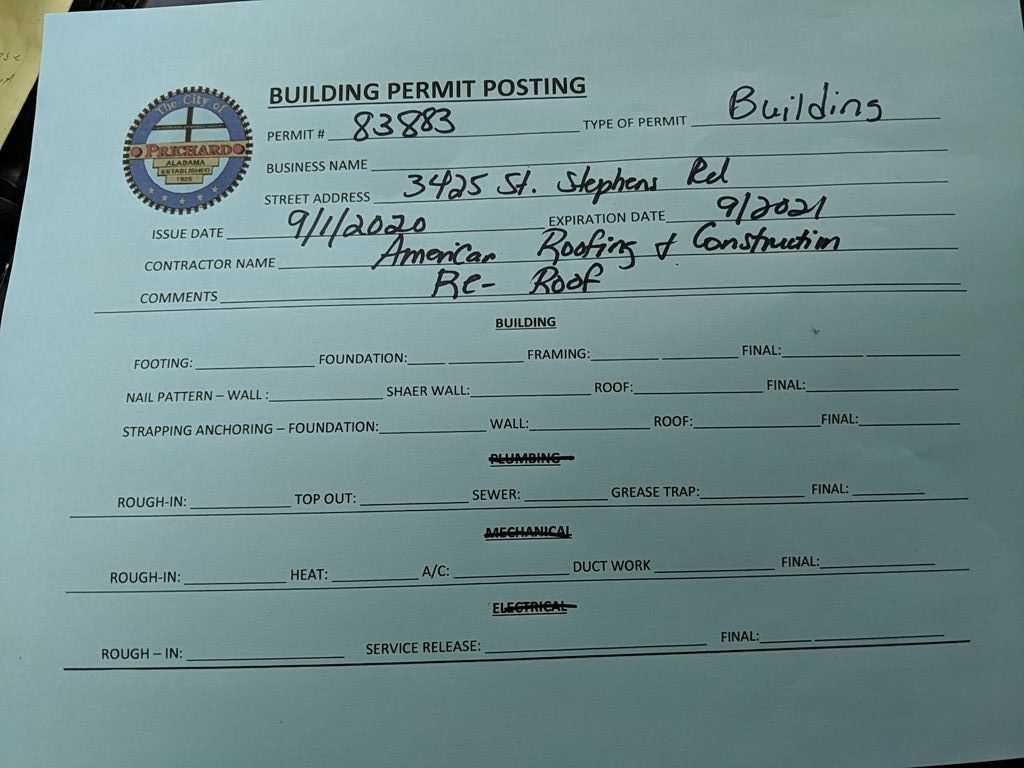 BUILDING PERMIT POSTING
The City of
PRICHARD
ALABAMA
ESTABLISHED
1925
PERMIT # 83883 TYPE OF PERMIT Building
BUSINESS NAME
STREET ADDRESS 3425 St. Stephens Rd
ISSUE DATE 9/1/2020 EXPIRATION DATE 9/2021
CONTRACTOR NAME American Roofing & Construction
COMMENTS Re- Roof
BUILDING
FOOTING: FOUNDATION: FRAMING: FINAL:
NAIL PATTERN – WALL : SHAER WALL: ROOF: FINAL:
STRAPPING ANCHORING – FOUNDATION: WALL: ROOF: FINAL:
PLUMBING
ROUGH-IN: TOP OUT: SEWER: GREASE TRAP: FINAL:
MECHANICAL
ROUGH-IN: HEAT: A/C: DUCT WORK FINAL:
ELECTRICAL
ROUGH – IN: SERVICE RELEASE: FINAL: